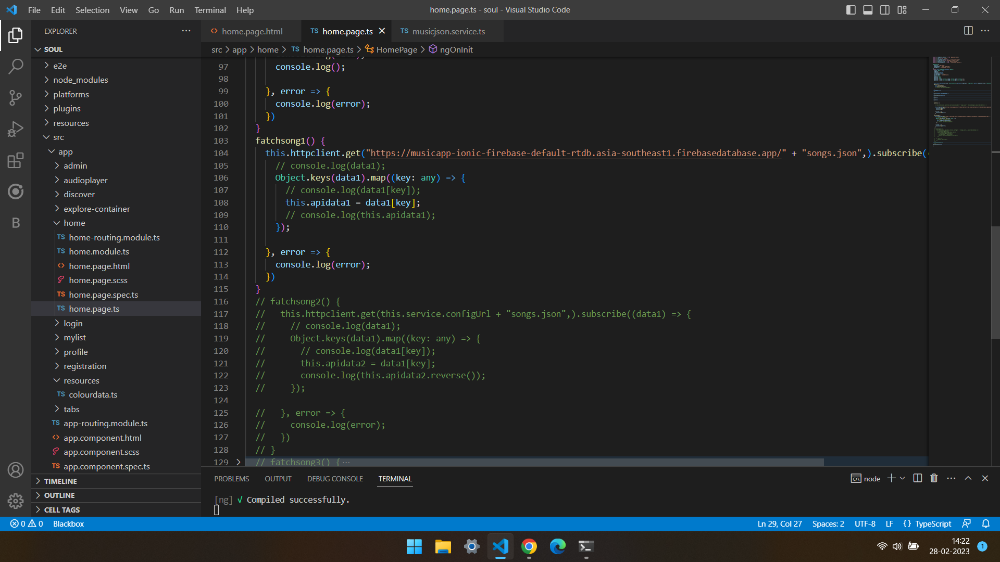 File Edit Selection View Go Run Terminal Help
home.page.ts - soul - Visual Studio Code
EXPLORER
SOUL
e2e
node_modules
platforms
plugins
resources
src
app
admin
audioplayer
discover
explore-container
home
TS home-routing.module.ts
TS home.module.ts
<> home.page.html
home.page.scss
TS home.page.spec.ts
TS home.page.ts
login
mylist
profile
registration
resources
TS colourdata.ts
tabs
TS app-routing.module.ts
<> app.component.html
app.component.scss
TS app.component.spec.ts
TIMELINE
OUTLINE
CELL TAGS
<> home.page.html
TS home.page.ts
TS musicjson.service.ts
src > app > home > TS home.page.ts > HomePage > ngOnInit
97 console.log();
98
99 }, error => {
100 console.log(error);
101 })
102 }
103 fatchsong1() {
104 this.httpclient.get("https://musicapp-ionic-firebase-default-rtdb.asia-southeast1.firebasedatabase.app/" + "songs.json",).subscribe(
105 // console.log(data1);
106 Object.keys(data1).map((key: any) => {
107 // console.log(data1[key]);
108 this.apidata1 = data1[key];
109 // console.log(this.apidata1);
110 });
111
112 }, error => {
113 console.log(error);
114 })
115 }
116 // fatchsong2() {
117 //   this.httpclient.get(this.service.configUrl + "songs.json",).subscribe((data1) => {
118 //     // console.log(data1);
119 //     Object.keys(data1).map((key: any) => {
120 //       // console.log(data1[key]);
121 //       this.apidata2 = data1[key];
122 //       console.log(this.apidata2.reverse());
123 //     });
124
125 //   }, error => {
126 //     console.log(error);
127 //   })
128 // }
129 // fatchsong3() { ···
PROBLEMS OUTPUT DEBUG CONSOLE TERMINAL
node
[ng] √ Compiled successfully.
0 0 Blackbox
Ln 29, Col 27 Spaces: 2 UTF-8 LF {} TypeScript
14:22
28-02-2023
1
B